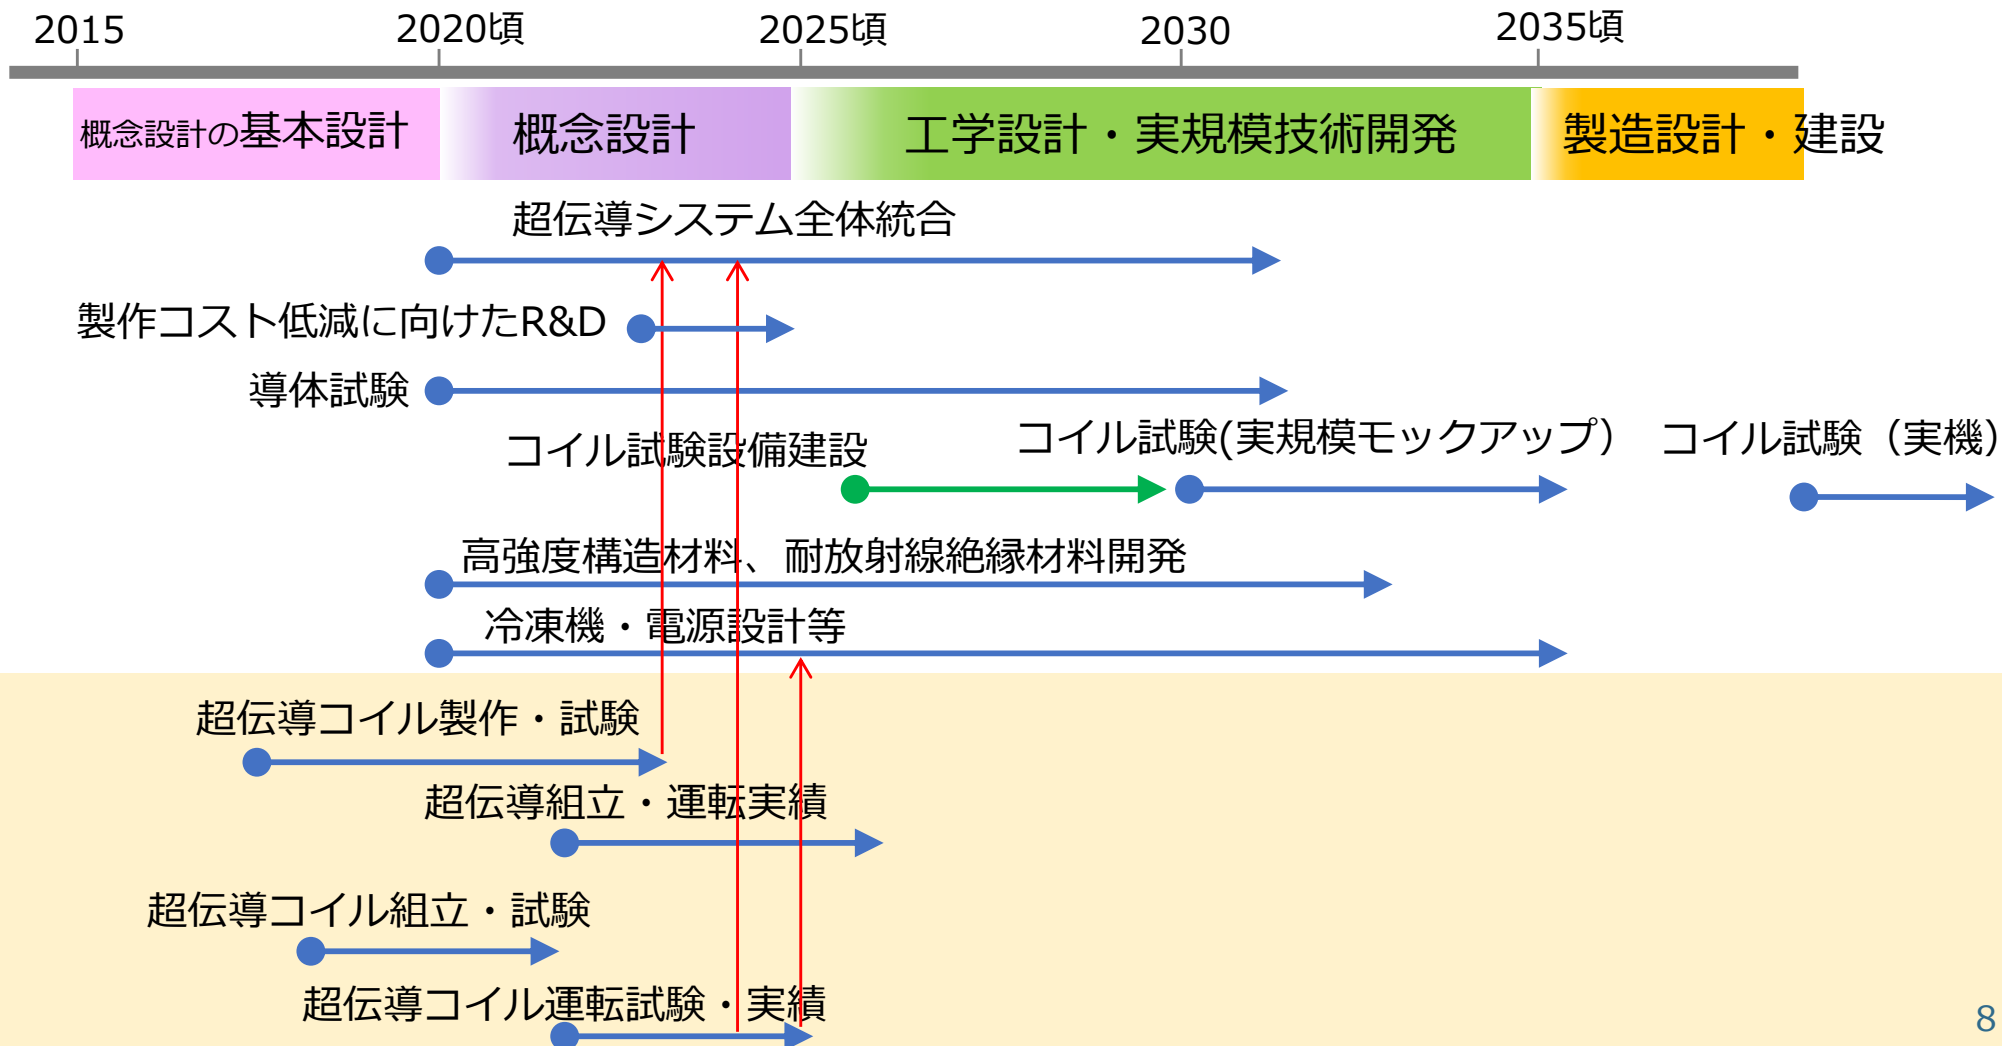 2015 2020頃 2025頃 2030 2035頃
概念設計の基本設計 概念設計 工学設計・実規模技術開発 製造設計・建設
超伝導システム全体統合
製作コスト低減に向けたR&D
導体試験
コイル試験設備建設 コイル試験(実規模モックアップ） コイル試験（実機）
高強度構造材料、耐放射線絶縁材料開発
冷凍機・電源設計等
超伝導コイル製作・試験
超伝導組立・運転実績
超伝導コイル組立・試験
超伝導コイル運転試験・実績
8